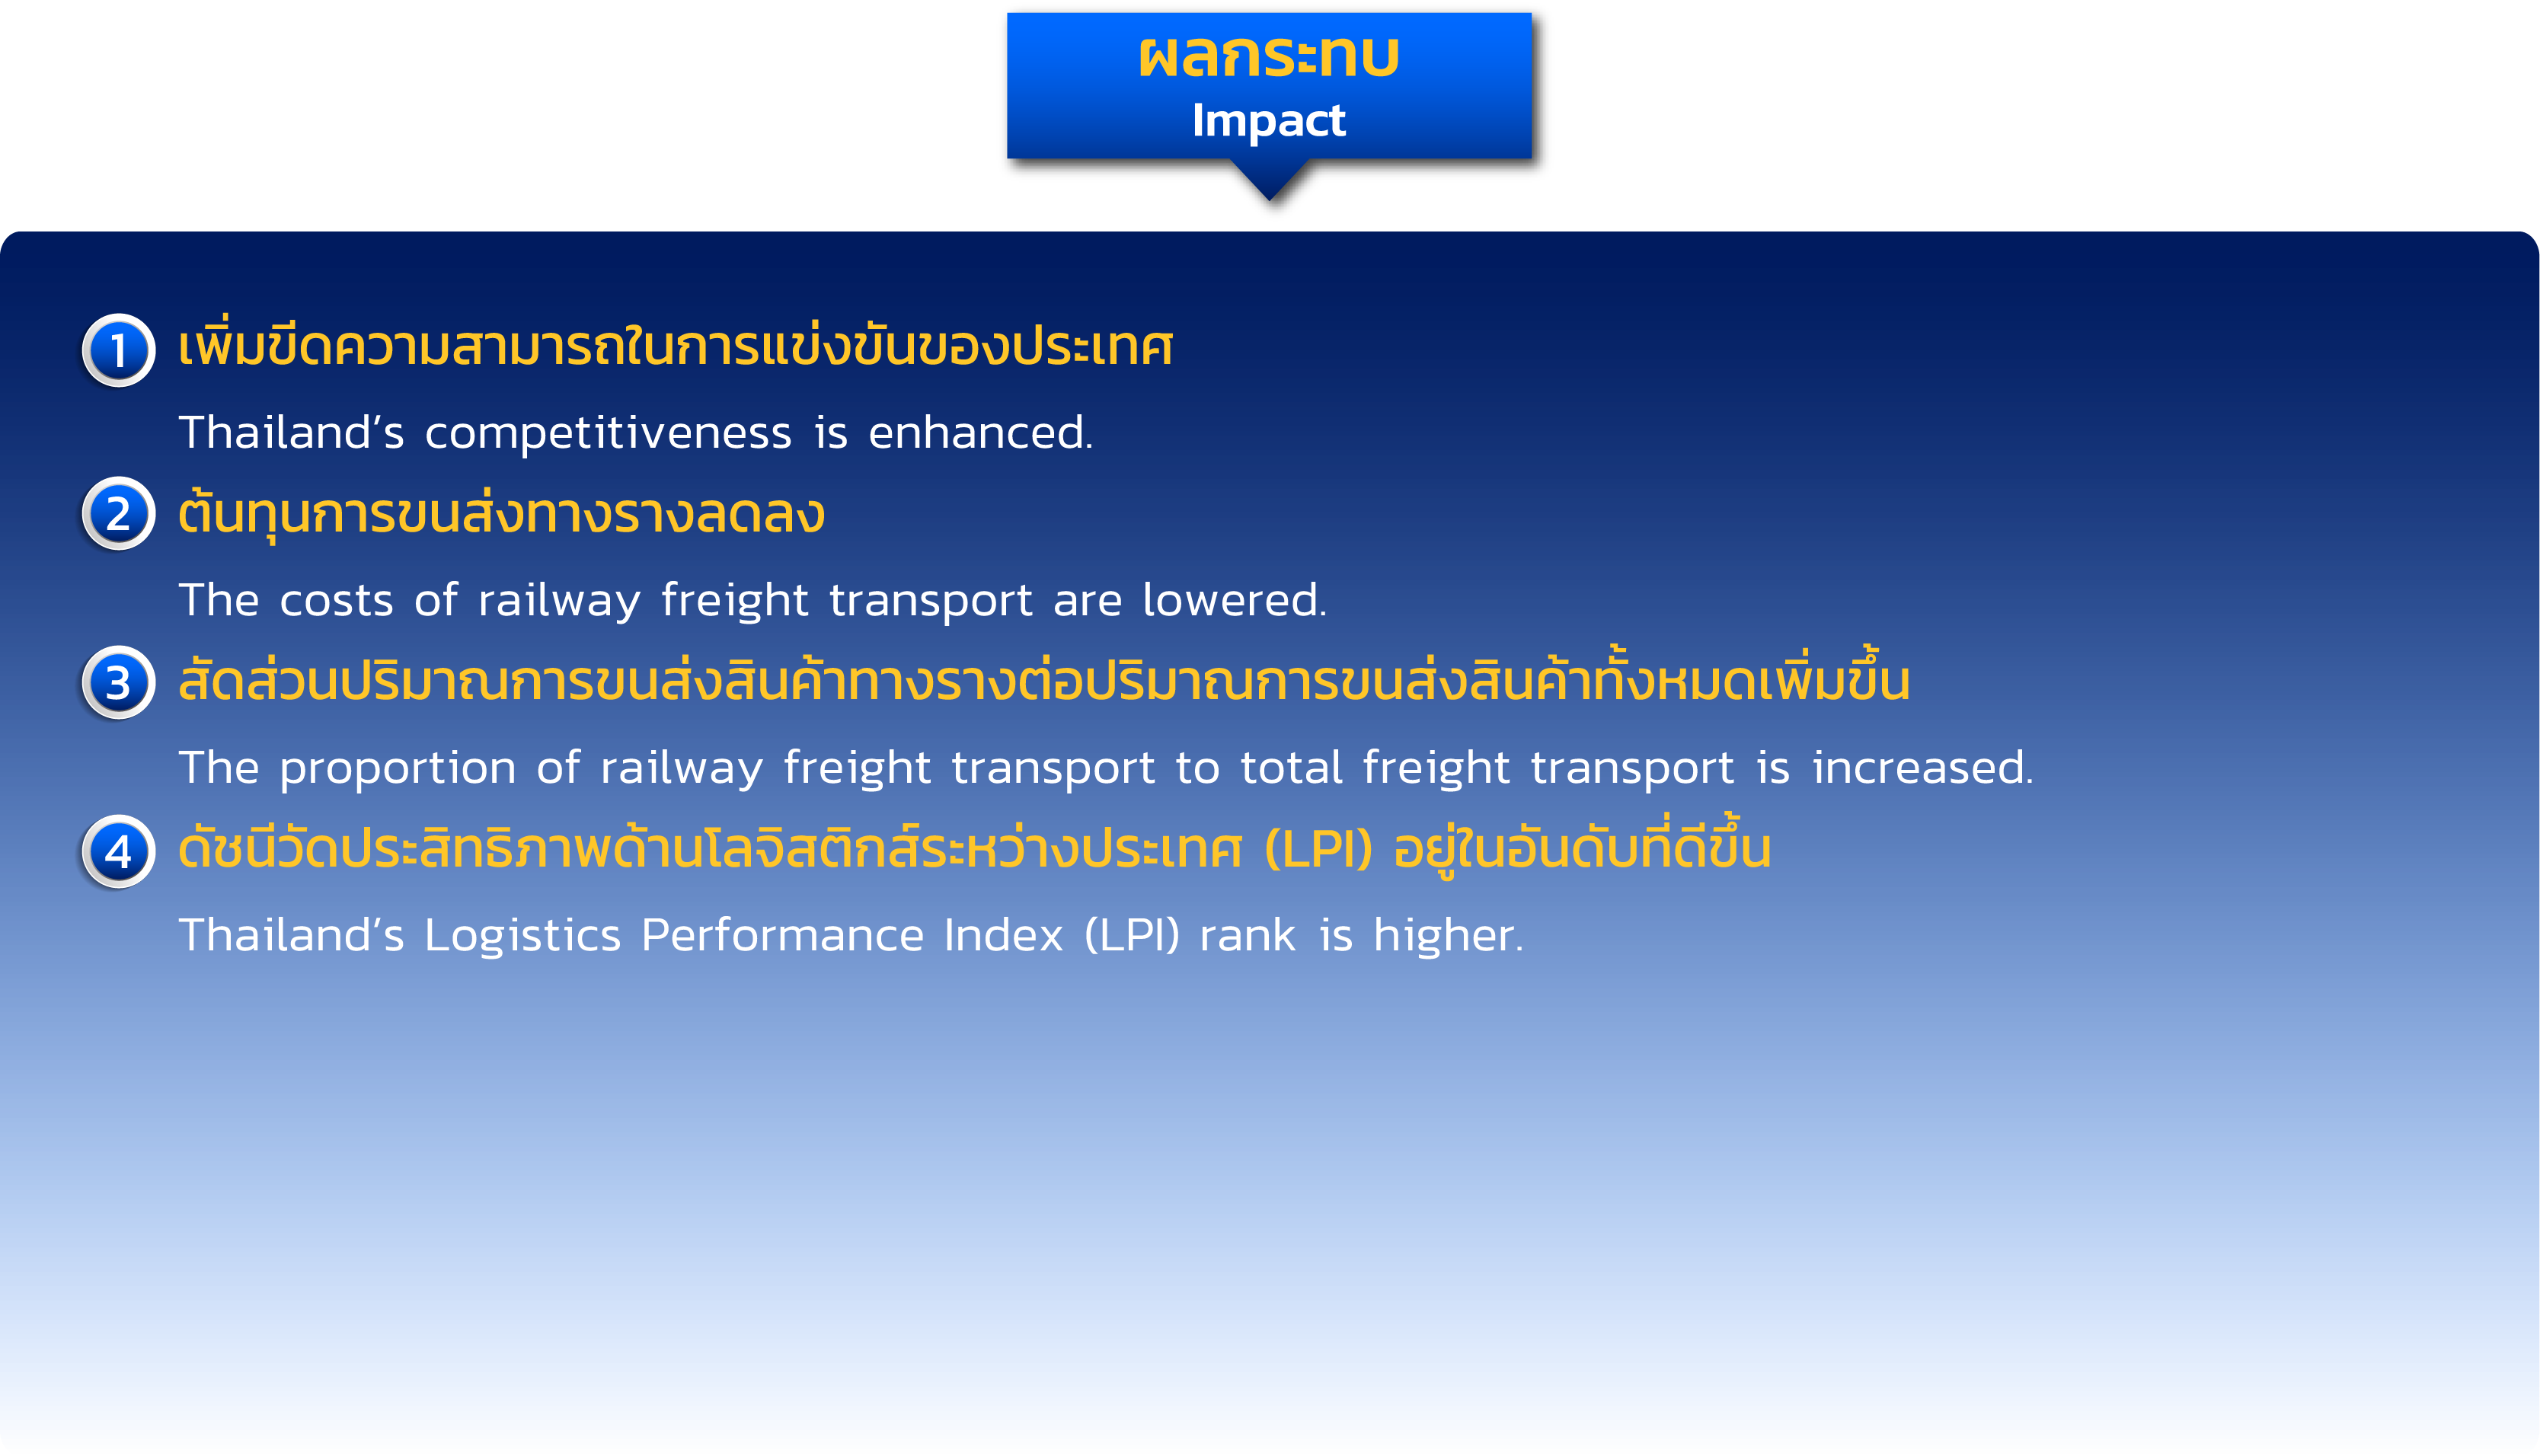 ผลกระทบ
Impact
1 เพิ่มขีดความสามารถในการแข่งขันของประเทศ
Thailand’s competitiveness is enhanced.
2 ต้นทุนการขนส่งทางรางลดลง
The costs of railway freight transport are lowered.
3 สัดส่วนปริมาณการขนส่งสินค้าทางรางต่อปริมาณการขนส่งสินค้าทั้งหมดเพิ่มขึ้น
The proportion of railway freight transport to total freight transport is increased.
4 ดัชนีวัดประสิทธิภาพด้านโลจิสติกส์ระหว่างประเทศ (LPI) อยู่ในอันดับที่ดีขึ้น
Thailand’s Logistics Performance Index (LPI) rank is higher.